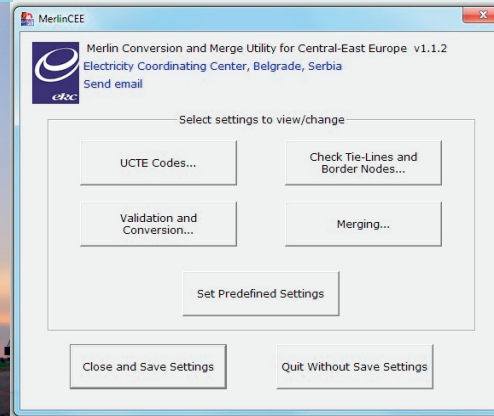 MerlinCEE
Merlin Conversion and Merge Utility for Central-East Europe v1.1.2
Electricity Coordinating Center, Belgrade, Serbia
Send email
ekc
Select settings to view/change
UCTE Codes...
Check Tie-Lines and
Border Nodes...
Validation and
Conversion...
Merging...
Set Predefined Settings
Close and Save Settings
Quit Without Save Settings